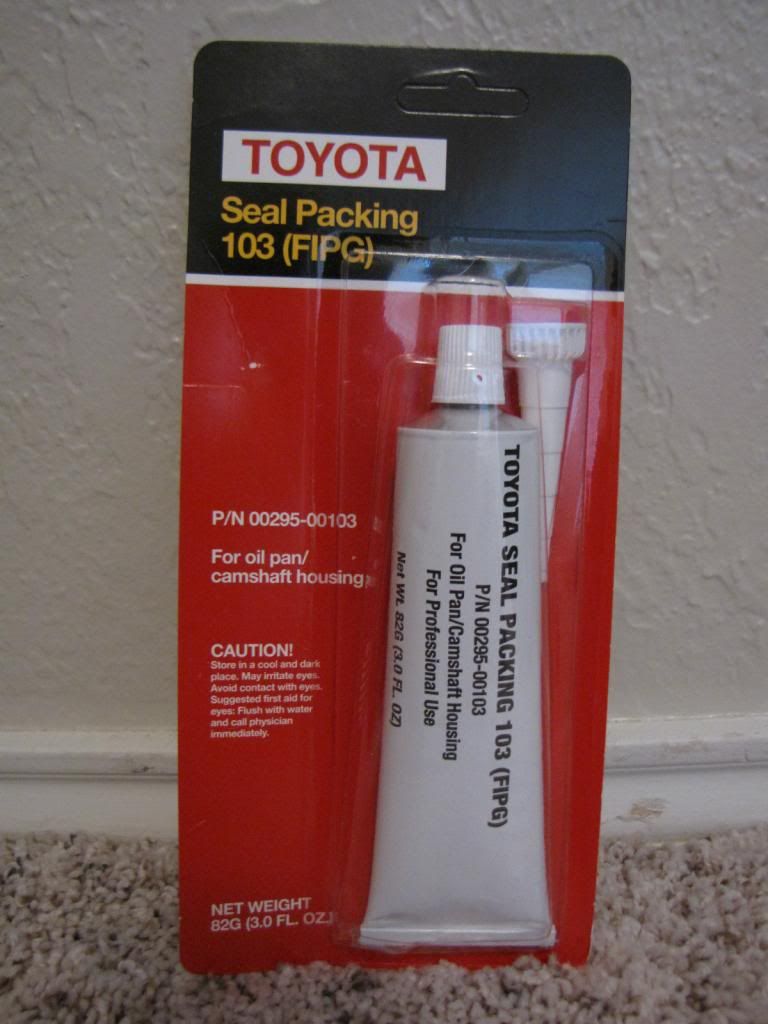 TOYOTA
Seal Packing
103 (FIPG)
P/N 00295-00103
For oil pan/
camshaft housing
CAUTION!
Store in a cool and dark
place. May irritate eyes.
Avoid contact with eyes.
Suggested first aid for
eyes: Flush with water
and call physician
immediately.
NET WEIGHT
82G (3.0 FL. OZ.)
TOYOTA SEAL PACKING 103 (FIPG)
P/N 00295-00103
For Oil Pan/Camshaft Housing
For Professional Use
Net Wt. 82G (3.0 FL. OZ)